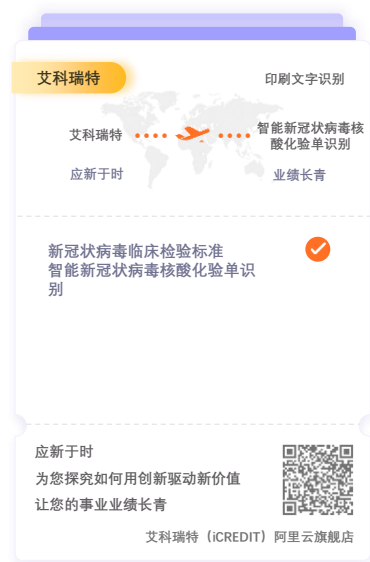 艾科瑞特
印刷文字识别
艾科瑞特
智能新冠状病毒核
酸化验单识别
应新于时
业绩长青
新冠状病毒临床检验标准
智能新冠状病毒核酸化验单识
别
应新于时
为您探究如何用创新驱动新价值
让您的事业业绩长青
艾科瑞特（iCREDIT）阿里云旗舰店